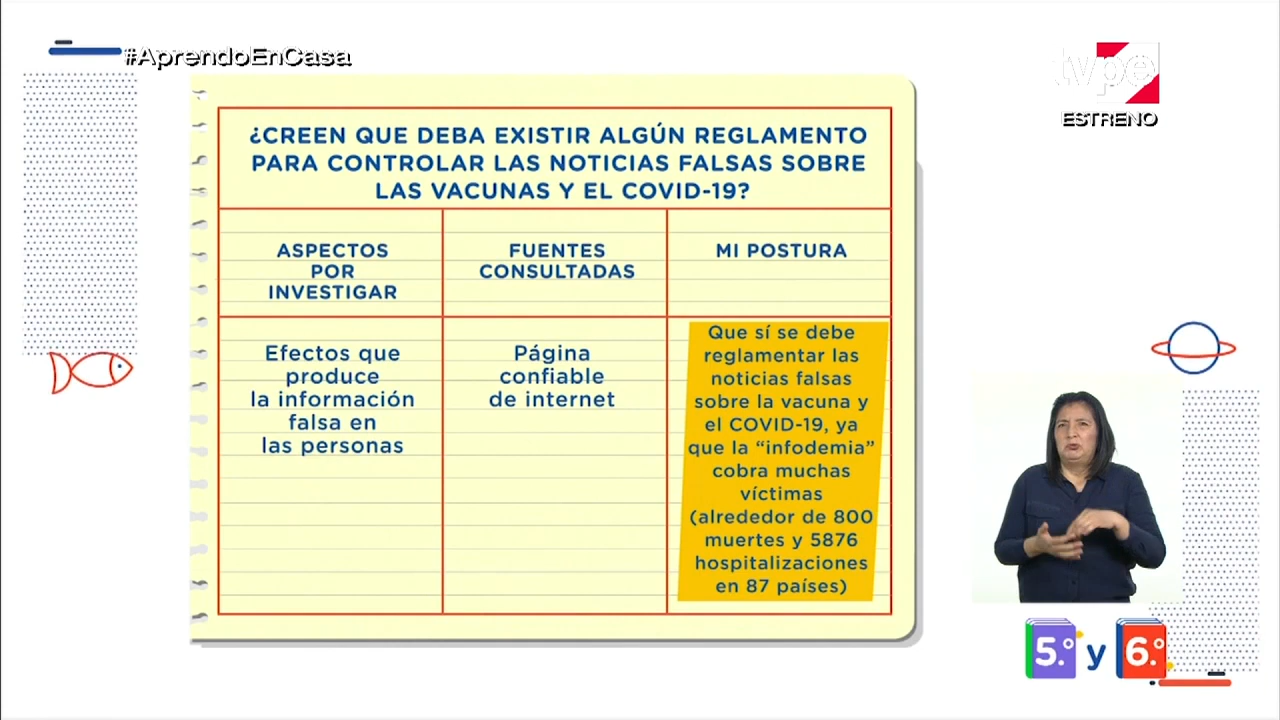 #AprendoEnCasa
tvpe
ESTRENO
¿CREEN QUE DEBA EXISTIR ALGÚN REGLAMENTO
PARA CONTROLAR LAS NOTICIAS FALSAS SOBRE
LAS VACUNAS Y EL COVID-19?
ASPECTOS
POR
INVESTIGAR
FUENTES
CONSULTADAS
MI POSTURA
Efectos que
produce
la información
falsa en
las personas
Página
confiable
de internet
Que sí se debe
reglamentar las
noticias falsas
sobre la vacuna y
el COVID-19, ya
que la “infodemia”
cobra muchas
víctimas
(alrededor de 800
muertes y 5876
hospitalizaciones
en 87 países)
5.º y 6.º